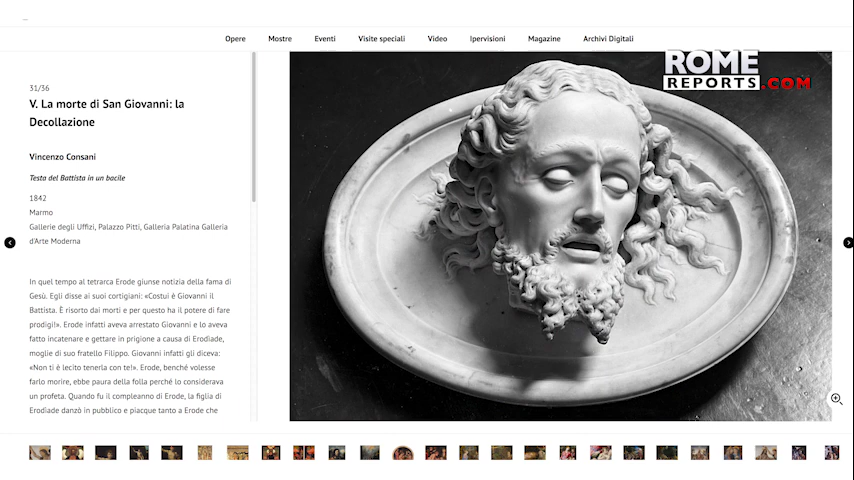 Opere Mostre Eventi Visite speciali Video Ipervisioni Magazine Archivi Digitali
ROME
REPORTS.COM
31/36
V. La morte di San Giovanni: la
Decollazione
Vincenzo Consani
Testa del Battista in un bacile
1842
Marmo
Gallerie degli Uffizi, Palazzo Pitti, Galleria Palatina Galleria
d'Arte Moderna
In quel tempo al tetrarca Erode giunse notizia della fama di
Gesù. Egli disse ai suoi cortigiani: «Costui è Giovanni il
Battista. È risorto dai morti e per questo ha il potere di fare
prodigi!». Erode infatti aveva arrestato Giovanni e lo aveva
fatto incatenare e gettare in prigione a causa di Erodìade,
moglie di suo fratello Filippo. Giovanni infatti gli diceva:
«Non ti è lecito tenerla con te!». Erode, benché volesse
farlo morire, ebbe paura della folla perché lo considerava
un profeta. Quando fu il compleanno di Erode, la figlia di
Erodìade danzò in pubblico e piacque tanto a Erode che